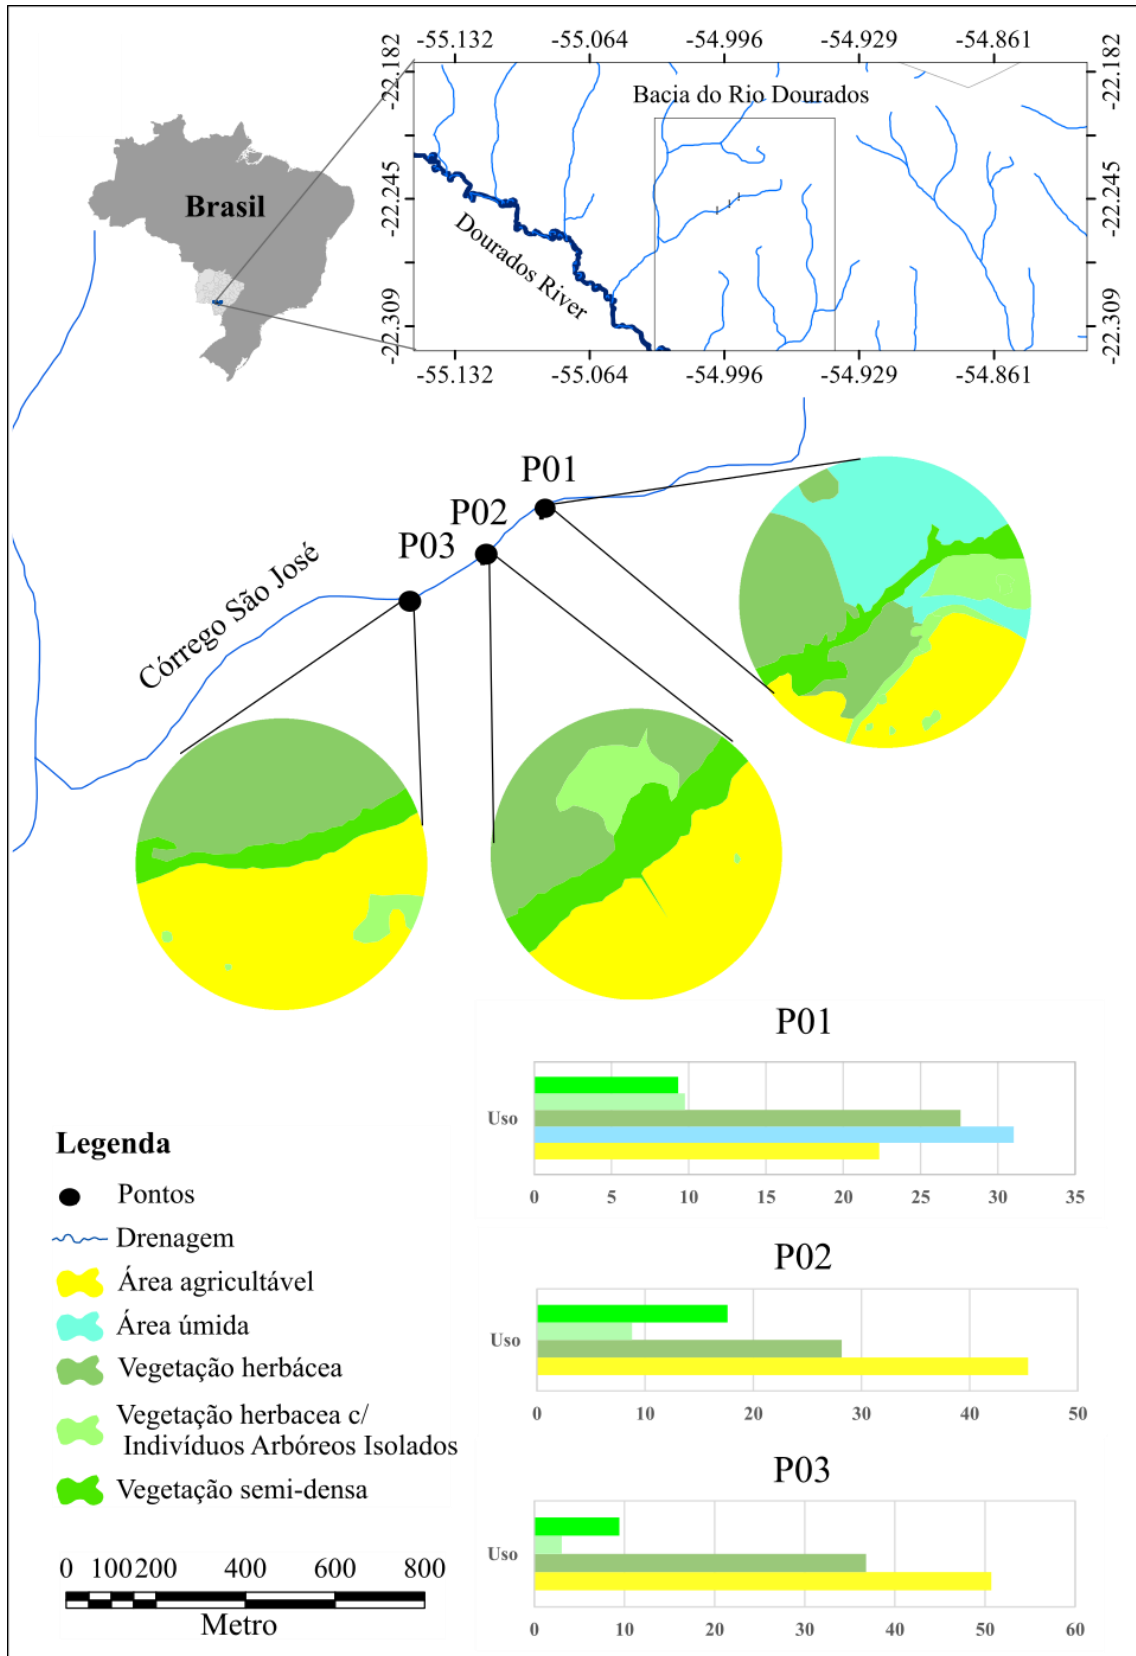 -55.132 -55.064 -54.996 -54.929 -54.861
-22.182 -22.182
Bacia do Rio Dourados
Brasil
-22.245 -22.245
Dourados River
-22.309 -22.309
-55.132 -55.064 -54.996 -54.929 -54.861
P01
P02
P03
Córrego São José
P01
Uso
0 5 10 15 20 25 30 35
P02
Uso
0 10 20 30 40 50
P03
Uso
0 10 20 30 40 50 60
Legenda
Pontos
Drenagem
Área agricultável
Área úmida
Vegetação herbácea
Vegetação herbacea c/
Indivíduos Arbóreos Isolados
Vegetação semi-densa
0 100 200 400 600 800
Metro